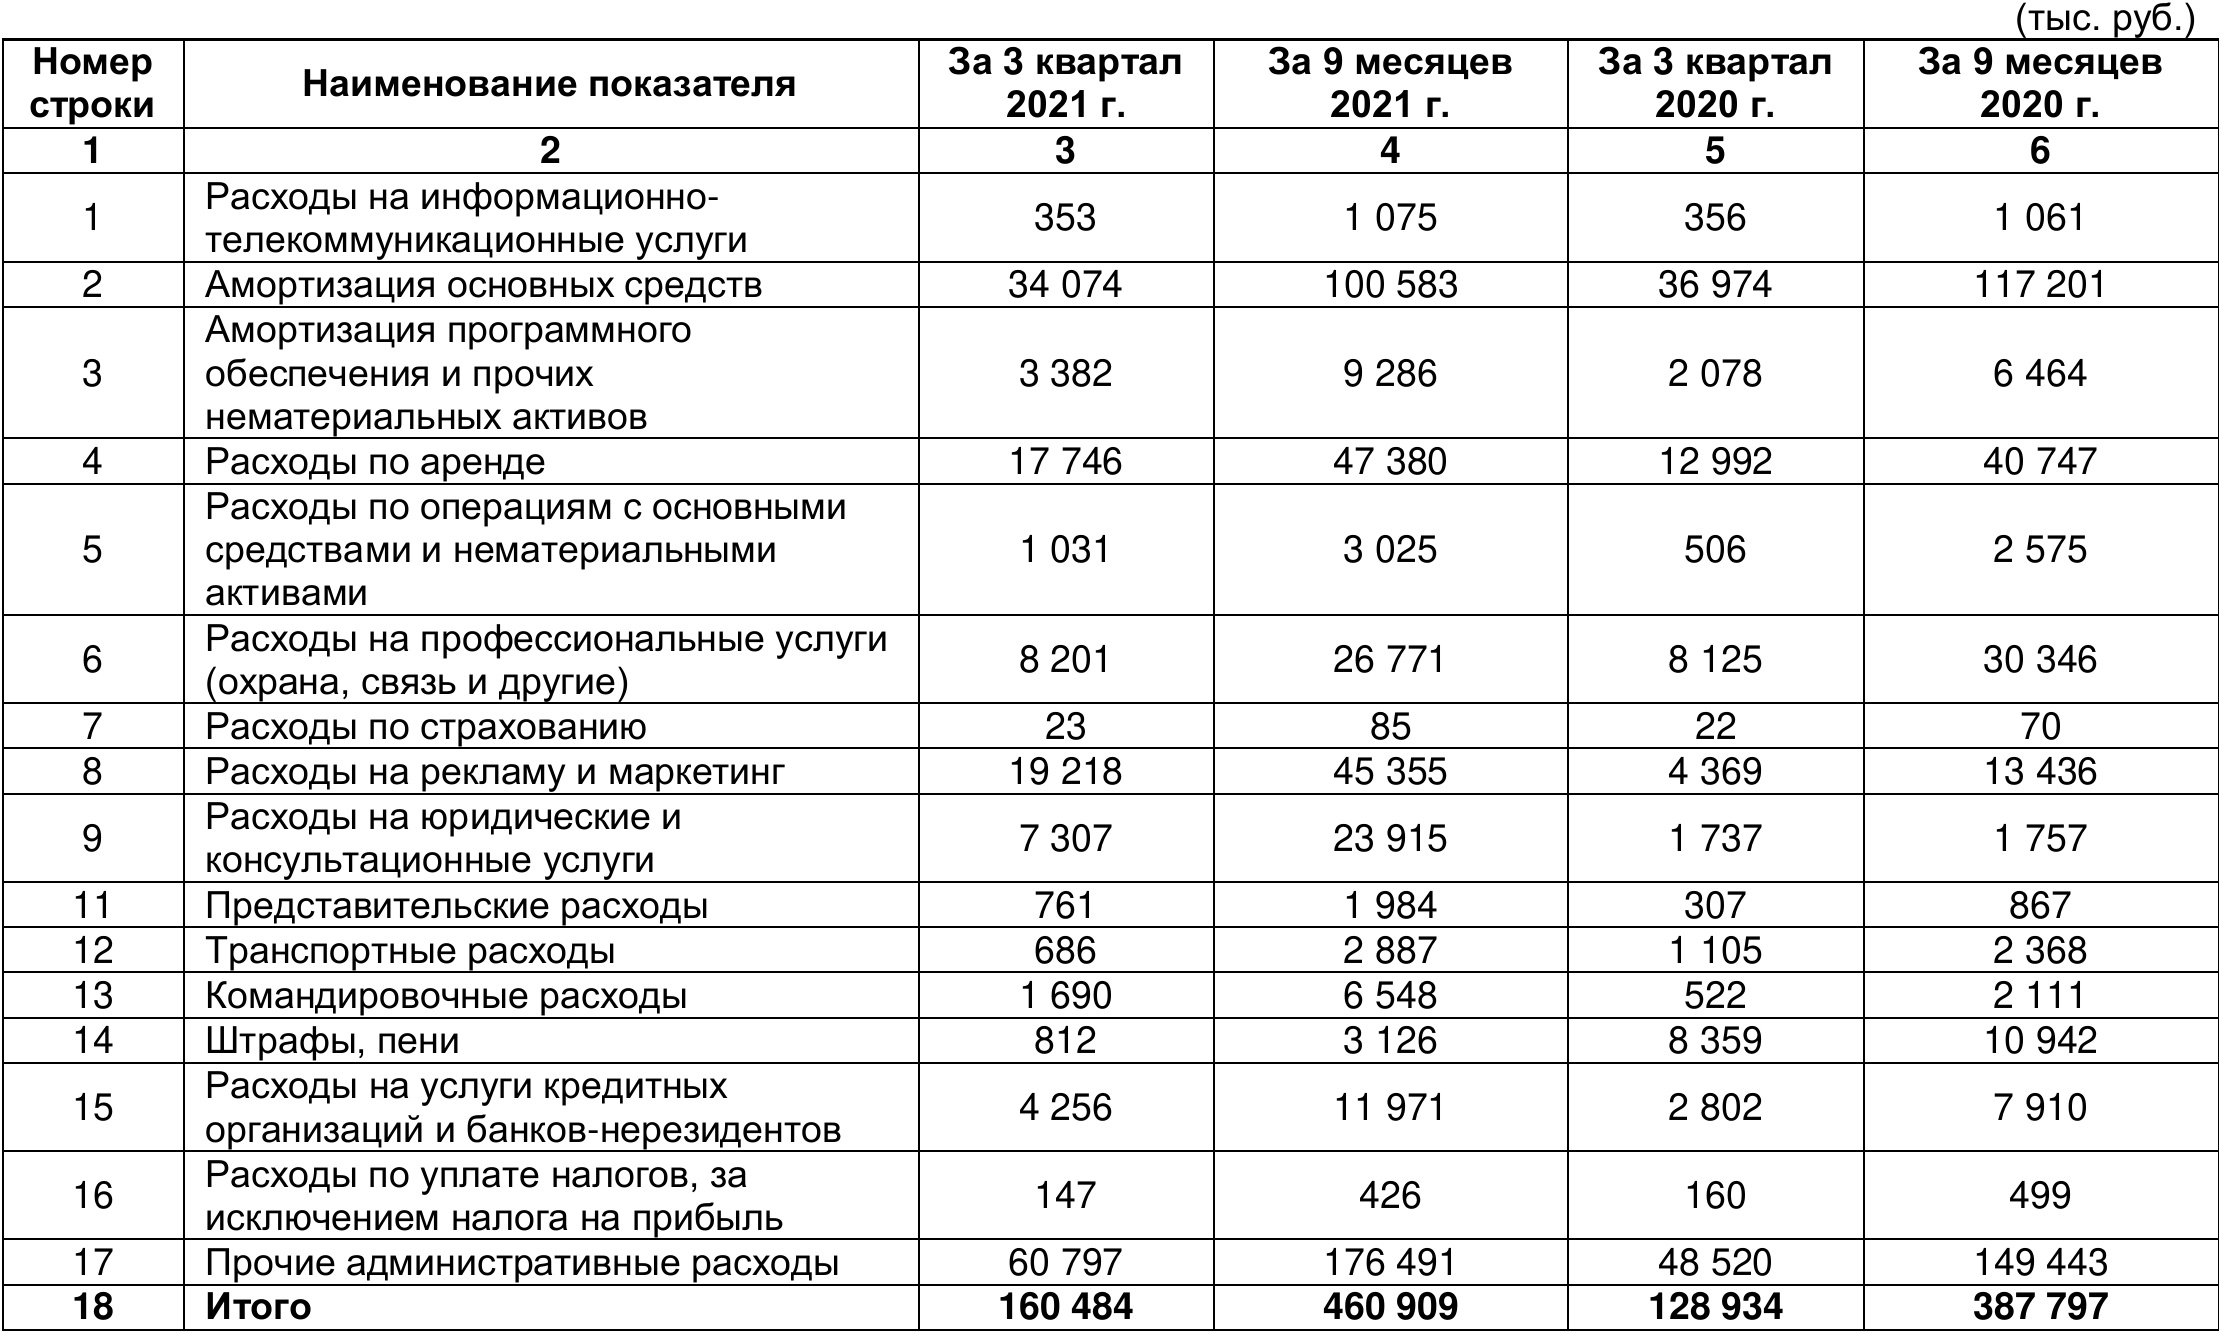 (тыс. руб.)
Номер строки Наименование показателя За 3 квартал 2021 г. За 9 месяцев 2021 г. За 3 квартал 2020 г. За 9 месяцев 2020 г.
1 2 3 4 5 6
1 Расходы на информационно-телекоммуникационные услуги 353 1 075 356 1 061
2 Амортизация основных средств 34 074 100 583 36 974 117 201
3 Амортизация программного обеспечения и прочих нематериальных активов 3 382 9 286 2 078 6 464
4 Расходы по аренде 17 746 47 380 12 992 40 747
5 Расходы по операциям с основными средствами и нематериальными активами 1 031 3 025 506 2 575
6 Расходы на профессиональные услуги (охрана, связь и другие) 8 201 26 771 8 125 30 346
7 Расходы по страхованию 23 85 22 70
8 Расходы на рекламу и маркетинг 19 218 45 355 4 369 13 436
9 Расходы на юридические и консультационные услуги 7 307 23 915 1 737 1 757
11 Представительские расходы 761 1 984 307 867
12 Транспортные расходы 686 2 887 1 105 2 368
13 Командировочные расходы 1 690 6 548 522 2 111
14 Штрафы, пени 812 3 126 8 359 10 942
15 Расходы на услуги кредитных организаций и банков-нерезидентов 4 256 11 971 2 802 7 910
16 Расходы по уплате налогов, за исключением налога на прибыль 147 426 160 499
17 Прочие административные расходы 60 797 176 491 48 520 149 443
18 Итого 160 484 460 909 128 934 387 797